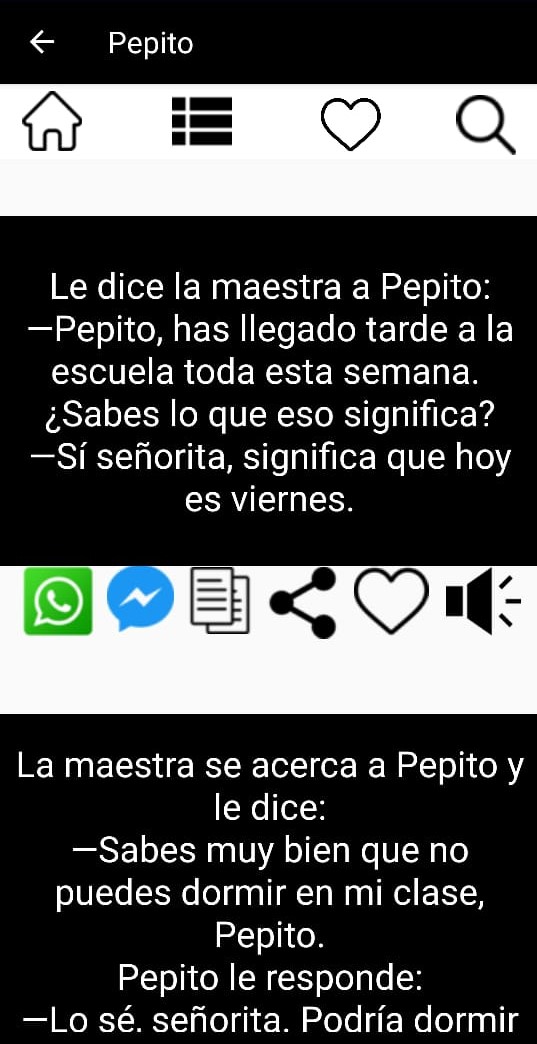 Pepito
Le dice la maestra a Pepito:
—Pepito, has llegado tarde a la
escuela toda esta semana.
¿Sabes lo que eso significa?
—Sí señorita, significa que hoy
es viernes.
La maestra se acerca a Pepito y
le dice:
—Sabes muy bien que no
puedes dormir en mi clase,
Pepito.
Pepito le responde:
—Lo sé. señorita. Podría dormir